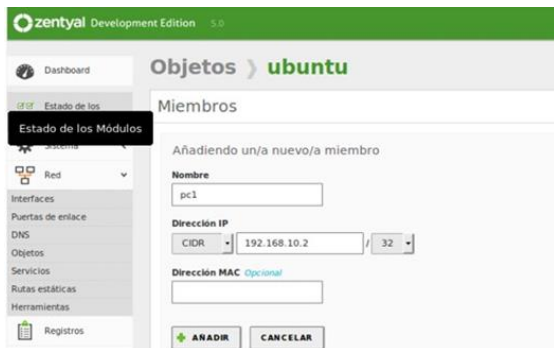 zentyal Development Edition 5.0
Dashboard
Estado de los
Estado de los Módulos
Sistema
Red
Interfaces
Puertas de enlace
DNS
Objetos
Servicios
Rutas estáticas
Herramientas
Registros
Objetos ubuntu
Miembros
Añadiendo un/a nuevo/a miembro
Nombre
pc1
Dirección IP
CIDR 192.168.10.2 / 32
Dirección MAC Opcional
AÑADIR CANCELAR